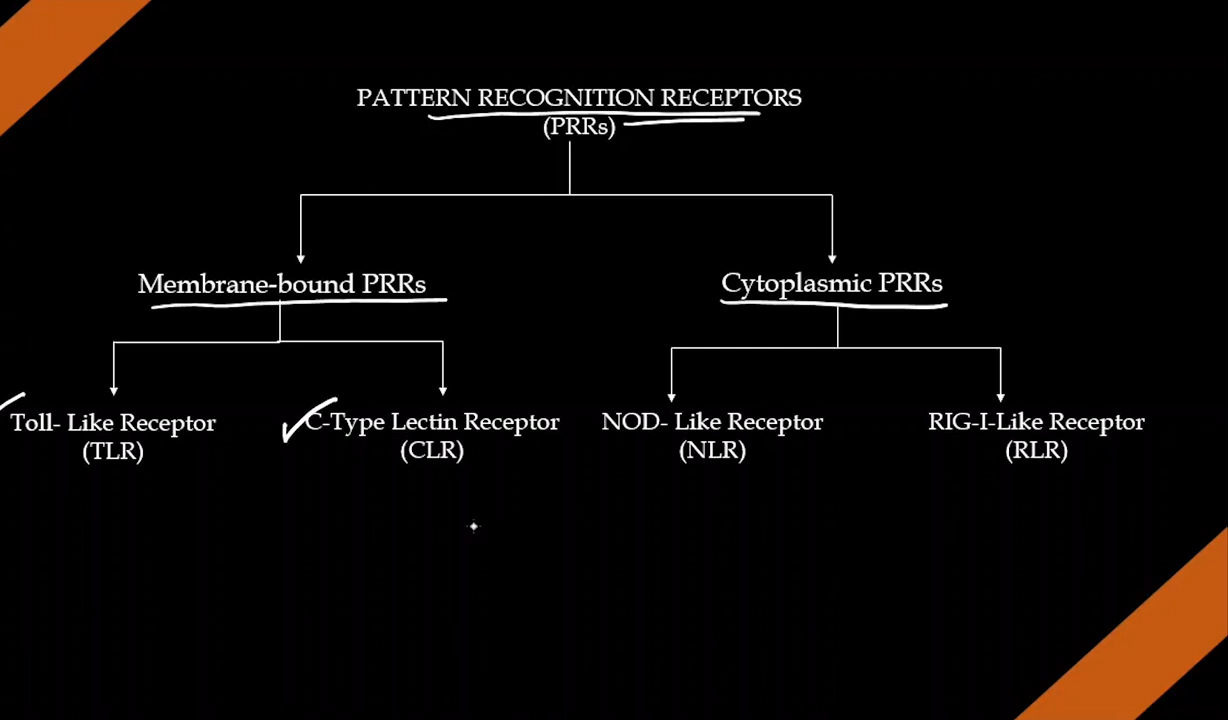 PATTERN RECOGNITION RECEPTORS
(PRRs)
Membrane-bound PRRs
Cytoplasmic PRRs
Toll- Like Receptor
(TLR)
C-Type Lectin Receptor
(CLR)
NOD- Like Receptor
(NLR)
RIG-I-Like Receptor
(RLR)